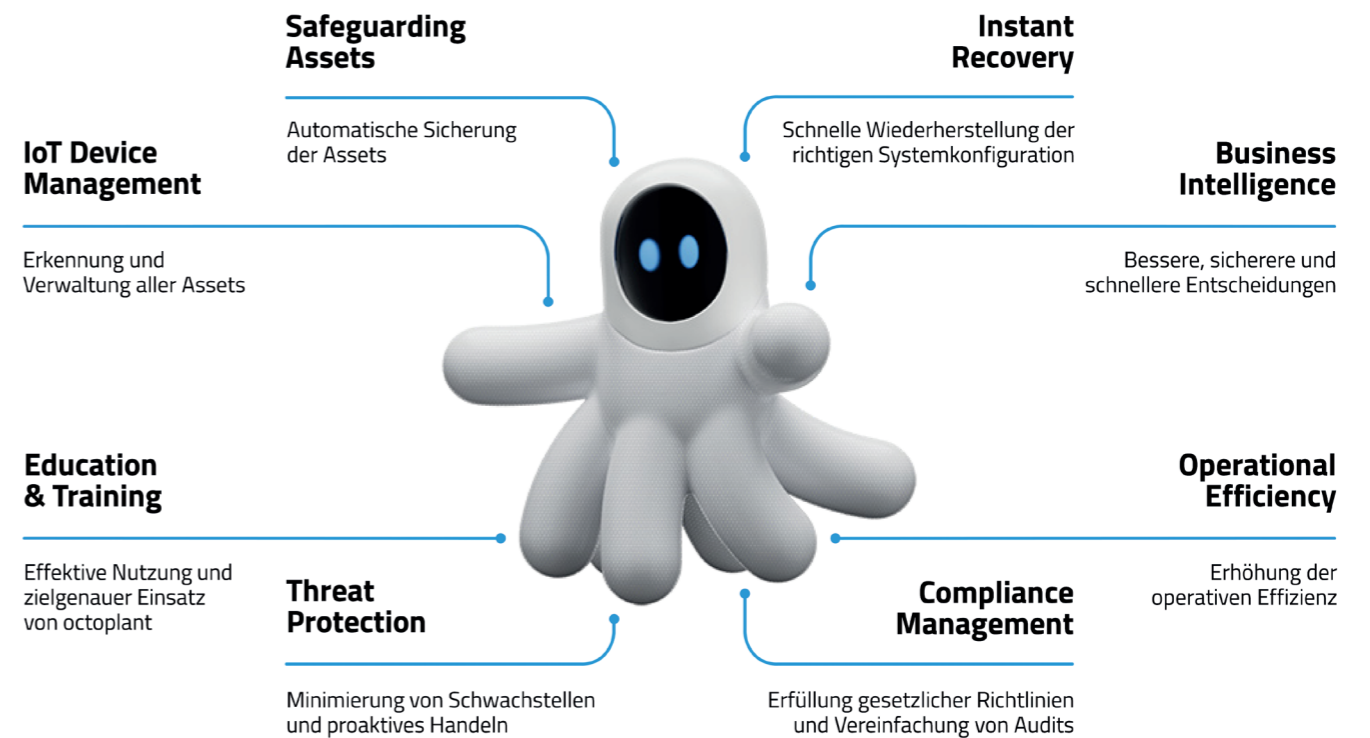 Safeguarding
Assets
Automatische Sicherung
der Assets
Instant
Recovery
Schnelle Wiederherstellung der
richtigen Systemkonfiguration
IoT Device
Management
Erkennung und
Verwaltung aller Assets
Business
Intelligence
Bessere, sicherere und
schnellere Entscheidungen
Education
& Training
Effektive Nutzung und
zielgenauer Einsatz
von octoplant
Operational
Efficiency
Erhöhung der
operativen Effizienz
Threat
Protection
Minimierung von Schwachstellen
und proaktives Handeln
Compliance
Management
Erfüllung gesetzlicher Richtlinien
und Vereinfachung von Audits